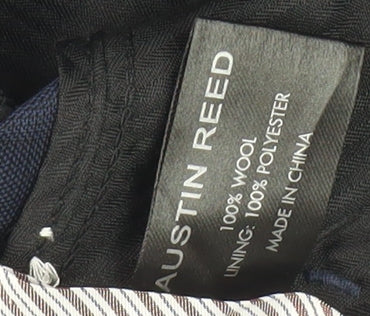 AUSTIN REED
100% WOOL
LINING: 100% POLYESTER
MADE IN CHINA